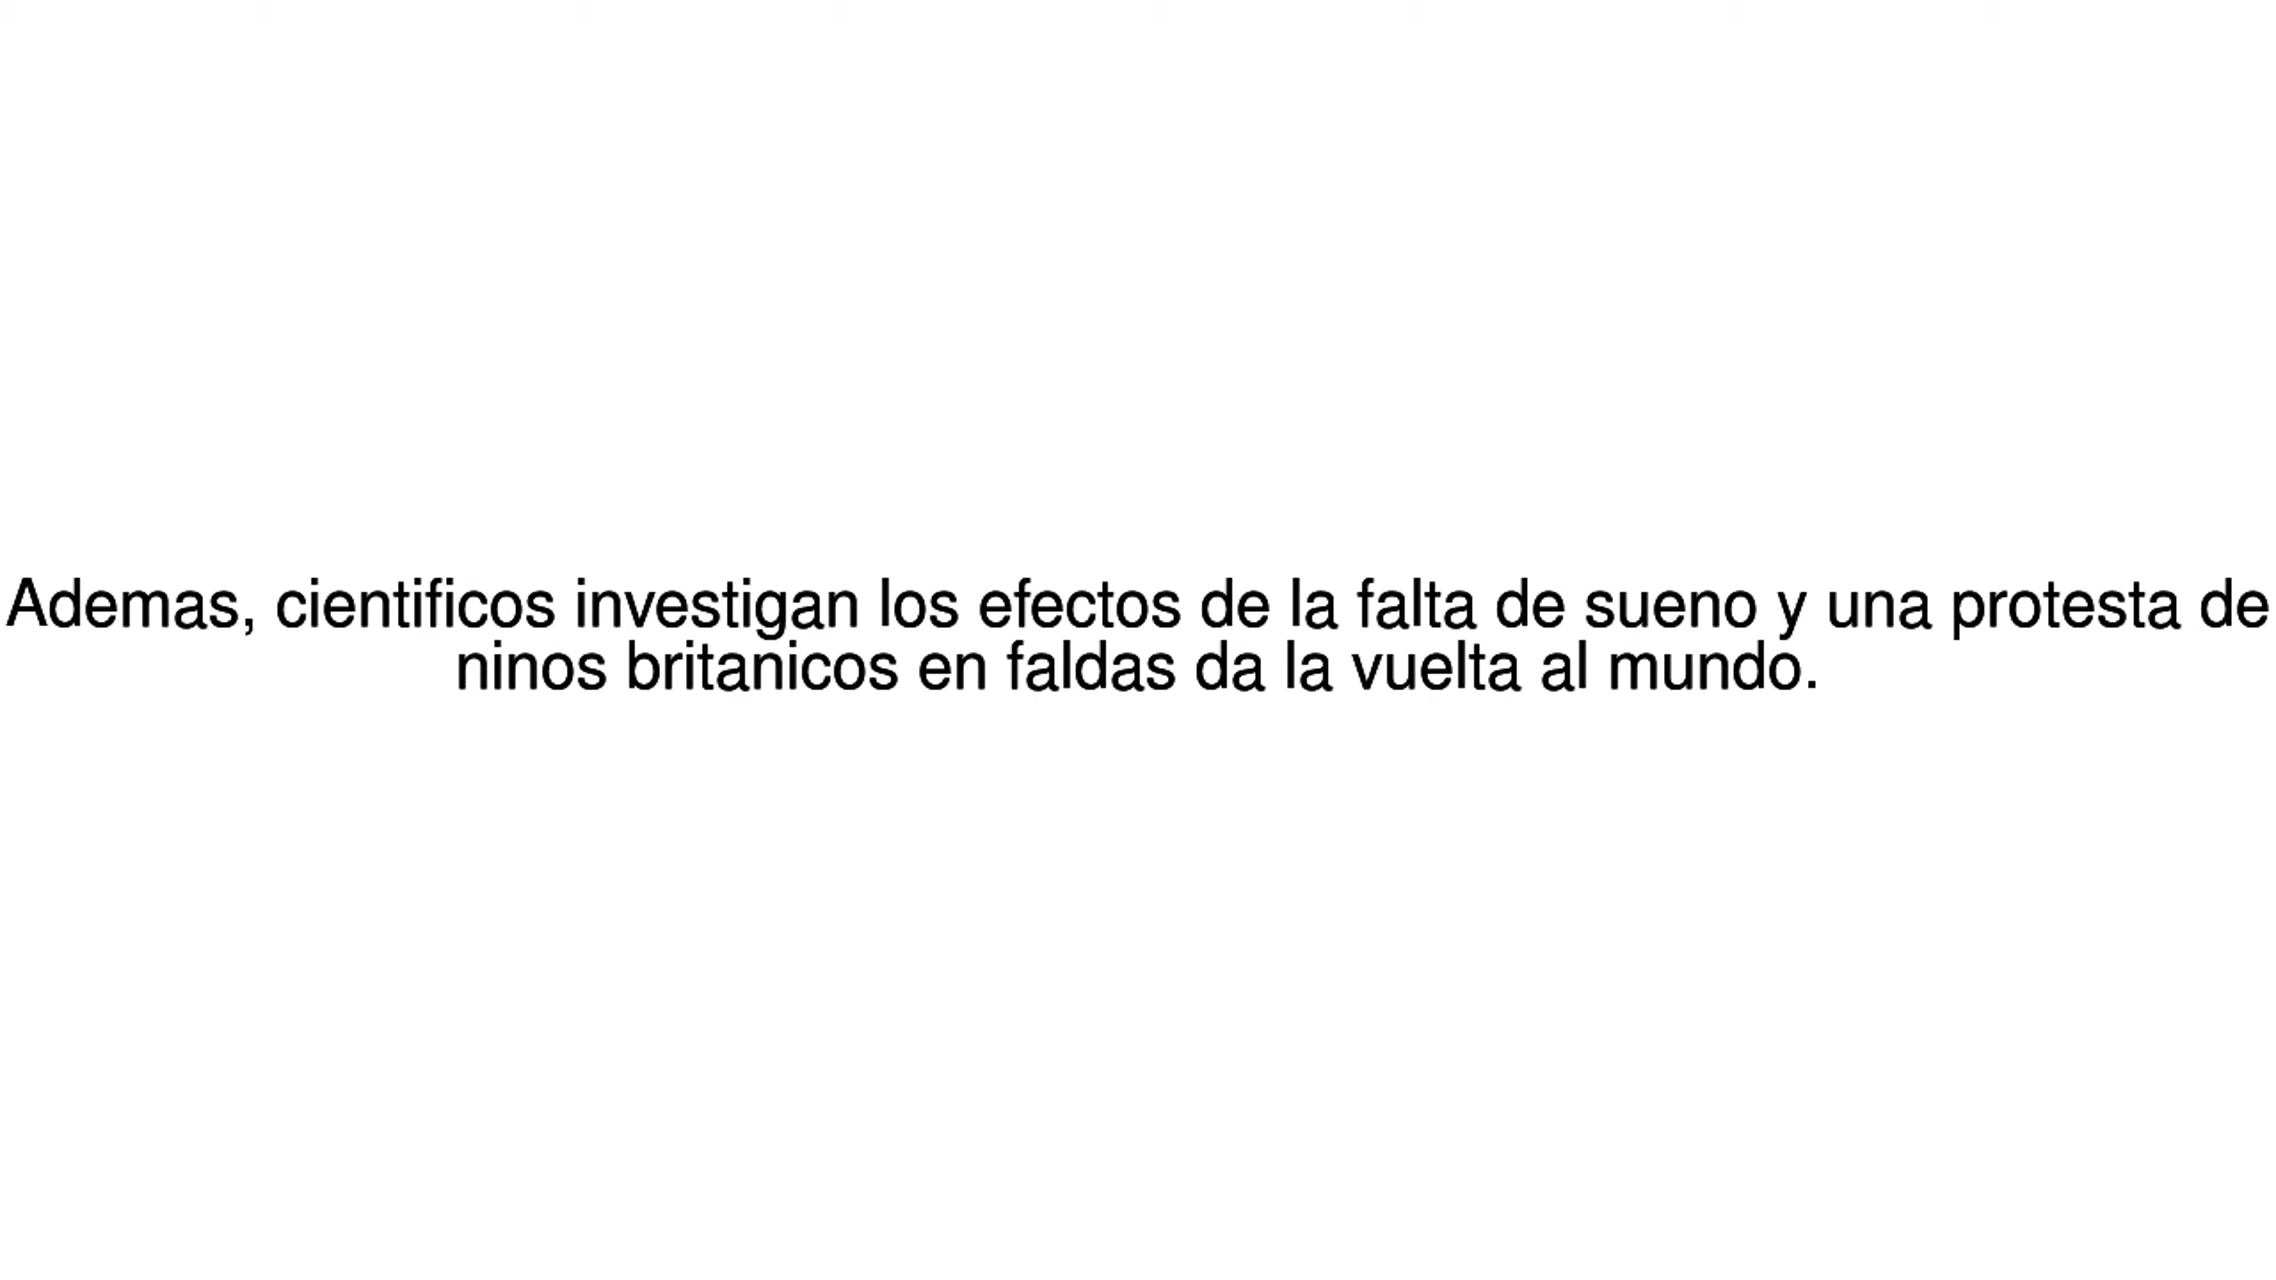 Ademas, cientificos investigan los efectos de la falta de sueno y una protesta de
ninos britanicos en faldas da la vuelta al mundo.